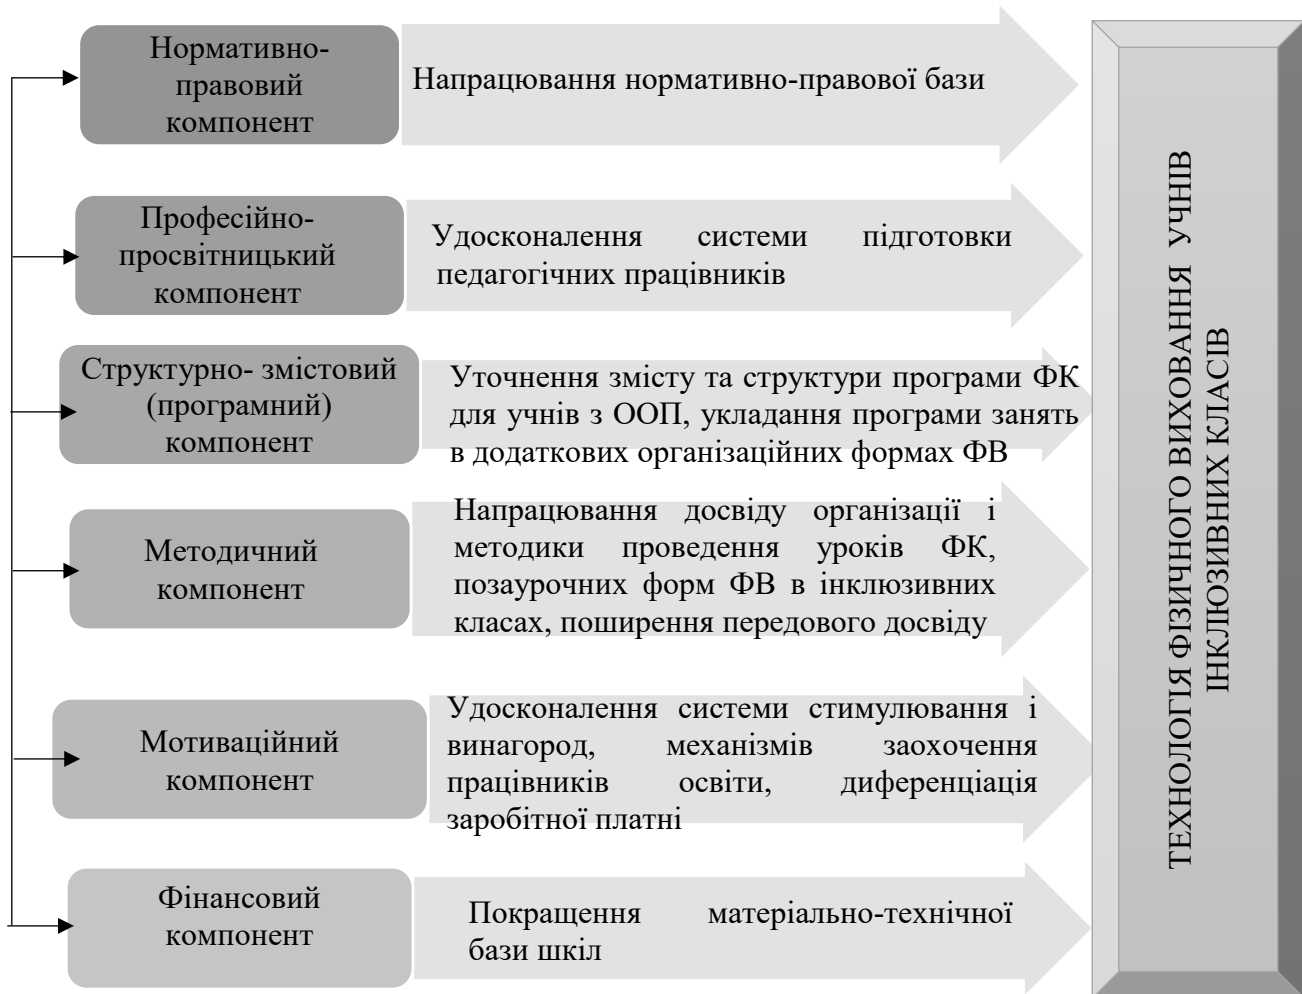 Нормативно-
правовий
компонент
Напрацювання нормативно-правової бази
Професійно-
просвітницький
компонент
Удосконалення системи підготовки
педагогічних працівників
Структурно- змістовий
(програмний)
компонент
Уточнення змісту та структури програми ФК
для учнів з ООП, укладання програми занять
в додаткових організаційних формах ФВ
Методичний
компонент
Напрацювання досвіду організації і
методики проведення уроків ФК,
позаурочних форм ФВ в інклузивних
класах, поширення передового досвіду
Мотиваційний
компонент
Удосконалення системи стимулювання і
винагород, механізмів заохочення
працівників освіти, диференціація
заробітної платні
Фінансовий
компонент
Покращення матеріально-технічної
бази шкіл
ТЕХНОЛОГІЯ ФІЗИЧНОГО ВИХОВАННЯ УЧНІВ
ІНКЛЮЗИВНИХ КЛАСІВ